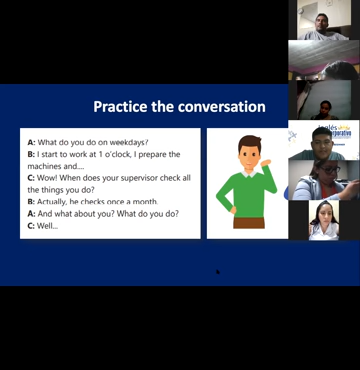 Practice the conversation
A: What do you do on weekdays?
B: I start to work at 1 o'clock, I prepare the
machines and....
C: Wow! When does your supervisor check all
the things you do?
B: Actually, he checks once a month.
A: And what about you? What do you do?
C: Well...
Inglés